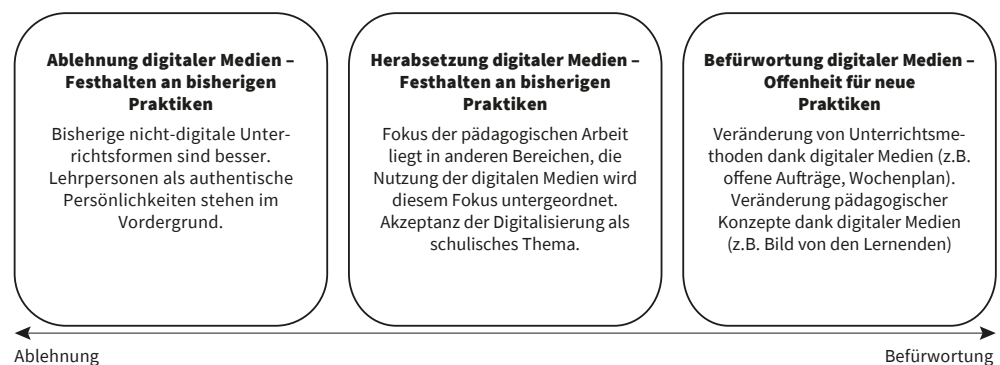 Ablehnung digitaler Medien –
Festhalten an bisherigen
Praktiken
Bisherige nicht-digitale Unter-
richtsformen sind besser.
Lehrpersonen als authentische
Persönlichkeiten stehen im
Vordergrund.
Herabsetzung digitaler Medien –
Festhalten an bisherigen
Praktiken
Fokus der pädagogischen Arbeit
liegt in anderen Bereichen, die
Nutzung der digitalen Medien wird
diesem Fokus untergeordnet.
Akzeptanz der Digitalisierung als
schulisches Thema.
Befürwortung digitaler Medien –
Offenheit für neue
Praktiken
Veränderung von Unterrichtsme-
thoden dank digitaler Medien (z.B.
offene Aufträge, Wochenplan).
Veränderung pädagogischer
Konzepte dank digitaler Medien
(z.B. Bild von den Lernenden)
Ablehnung
Befürwortung